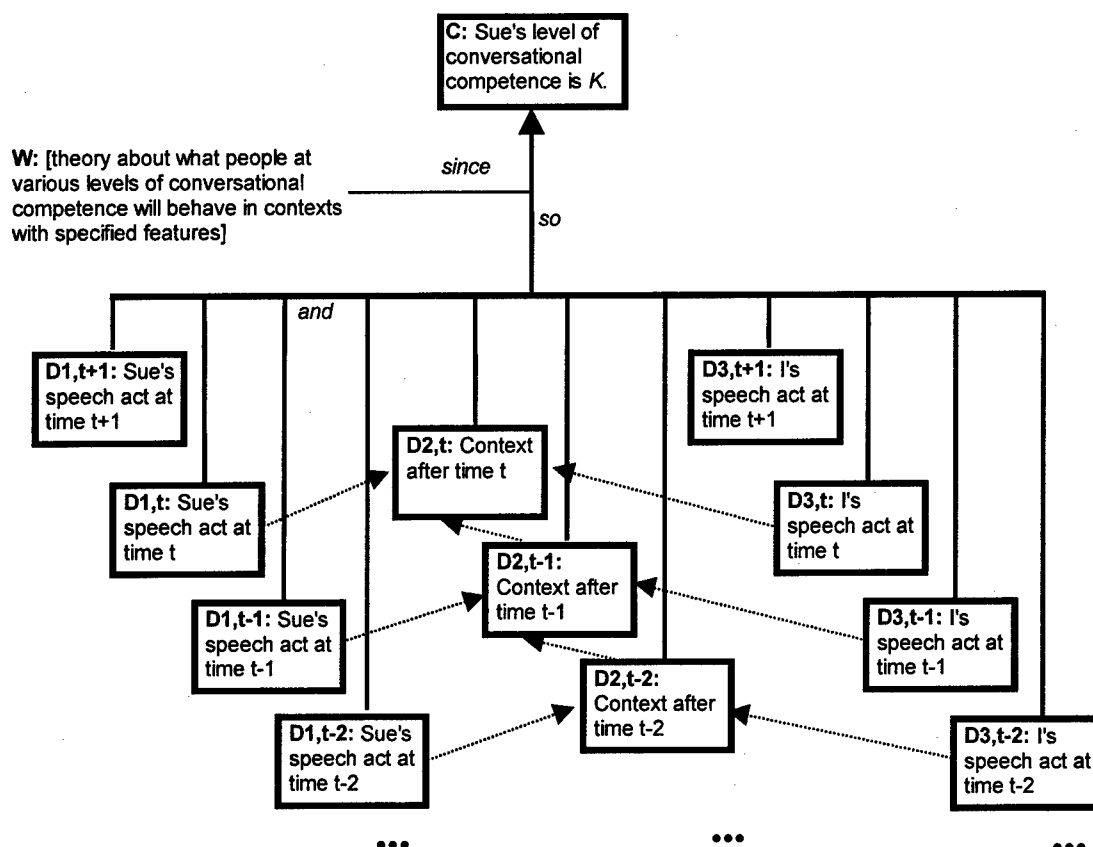 C: Sue's level of
conversational
competence is K.
W: [theory about what people at
various levels of conversational
competence will behave in contexts
with specified features]
since
so
and
D1,t+1: Sue's
speech act at
time t+1
D3,t+1: I's
speech act at
time t+1
D2,t: Context
after time t
D1,t: Sue's
speech act at
time t
D3,t: I's
speech act at
time t
D2,t-1:
Context after
time t-1
D1,t-1: Sue's
speech act at
time t-1
D3,t-1: I's
speech act at
time t-1
D2,t-2:
Context after
time t-2
D1,t-2: Sue's
speech act at
time t-2
D3,t-2: I's
speech act at
time t-2
•••
•••
•••